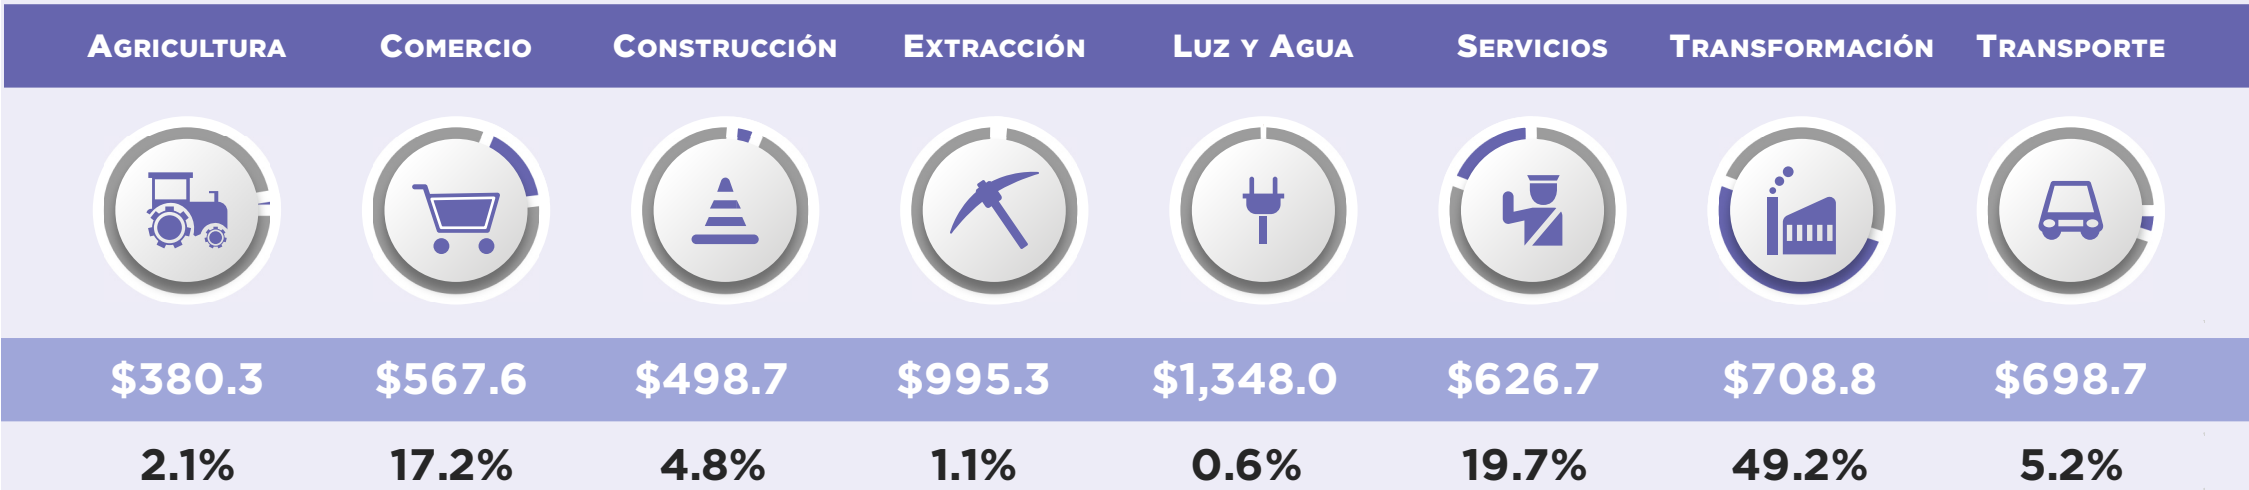 AGRICULTURA COMERCIO CONSTRUCCIÓN EXTRACCIÓN LUZ Y AGUA SERVICIOS TRANSFORMACIÓN TRANSPORTE
$380.3 $567.6 $498.7 $995.3 $1,348.0 $626.7 $708.8 $698.7
2.1% 17.2% 4.8% 1.1% 0.6% 19.7% 49.2% 5.2%